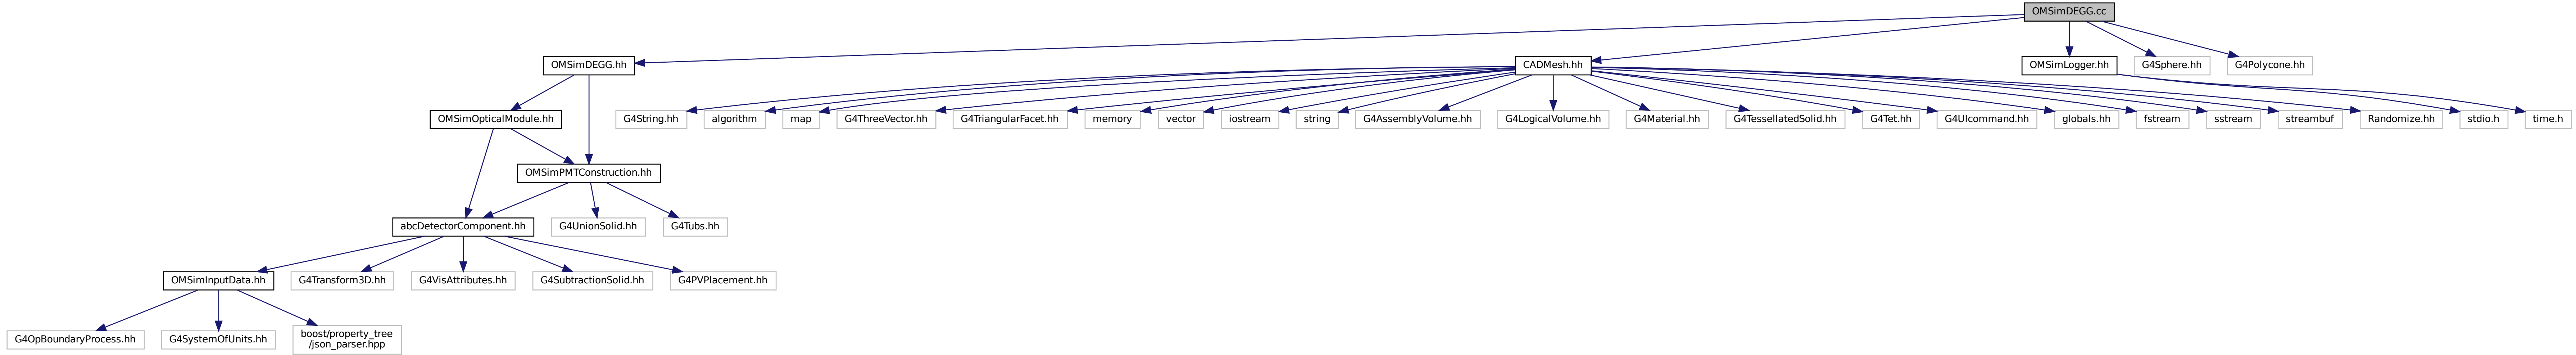 OMSimDEGG.cc
OMSimDEGG.hh
CADMesh.hh
OMSimLogger.hh
G4Sphere.hh
G4Polycone.hh
OMSimOpticalModule.hh
G4String.hh
algorithm
map
G4ThreeVector.hh
G4TriangularFacet.hh
memory
vector
iostream
string
G4AssemblyVolume.hh
G4LogicalVolume.hh
G4Material.hh
G4TessellatedSolid.hh
G4Tet.hh
G4UIcommand.hh
globals.hh
fstream
sstream
streambuf
Randomize.hh
stdio.h
time.h
OMSimPMTConstruction.hh
abcDetectorComponent.hh
G4UnionSolid.hh
G4Tubs.hh
OMSimInputData.hh
G4Transform3D.hh
G4VisAttributes.hh
G4SubtractionSolid.hh
G4PVPlacement.hh
G4OpBoundaryProcess.hh
G4SystemOfUnits.hh
boost/property_tree
/json_parser.hpp